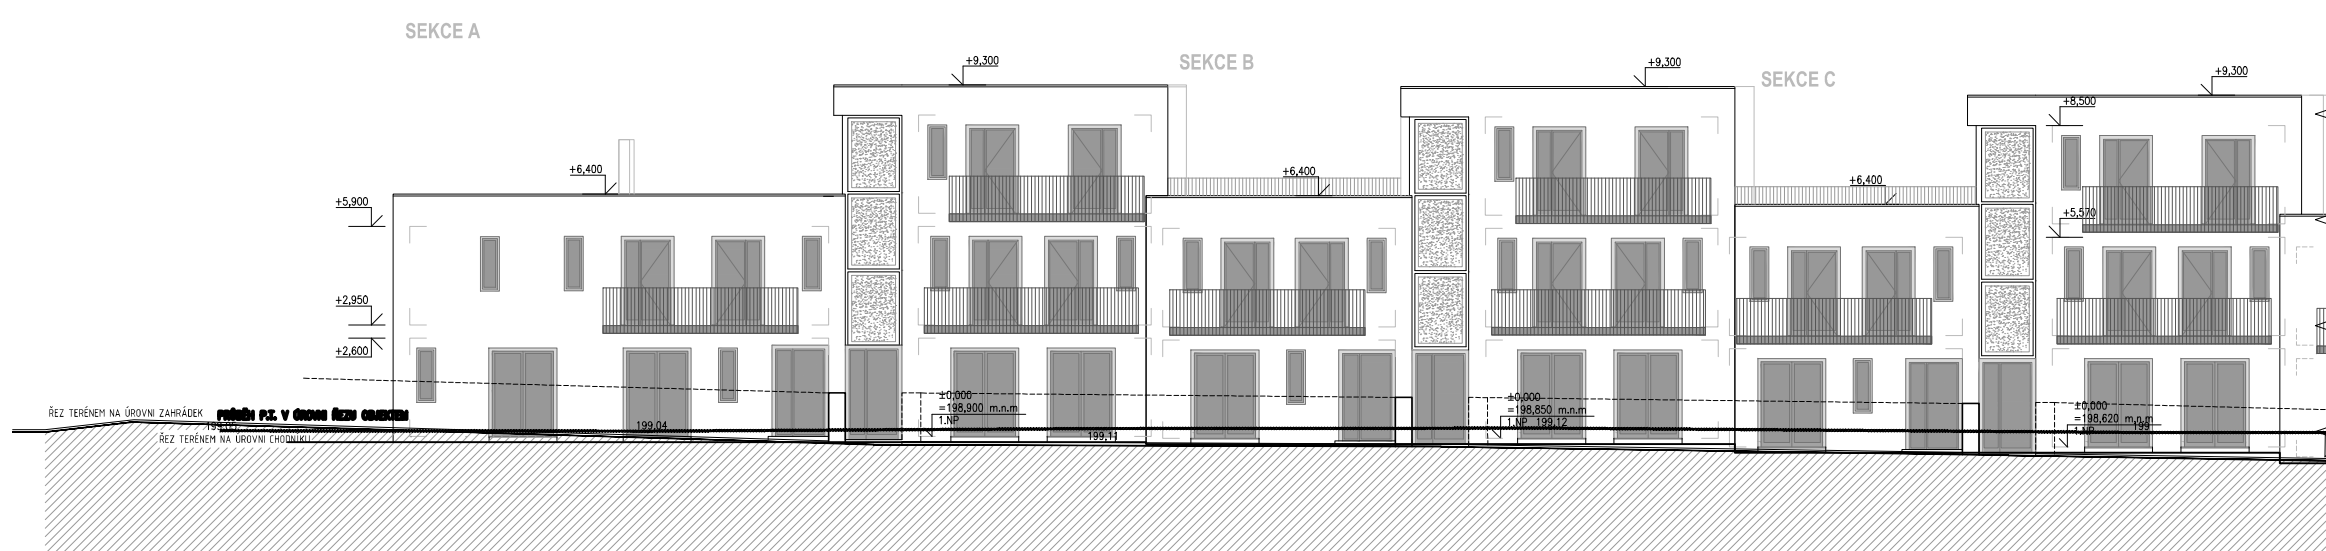 SEKCE A
+9,300
SEKCE B
+9,300
SEKCE C
+9,300
+8,500
+6,400
+6,400
+6,400
+5,900
+5,570
+2,950
+2,600
±0,000
=198,900 m.n.m
1.NP
±0,000
=198,850 m.n.m
1.NP 199,12
±0,000
=198,620 m.n.m
1.NP 199
ŘEZ TERÉNEM NA ÚROVNI ZAHRÁDEK
PRŮBĚH P.T. V ÚROVNI ŘEZU OBJEKTEM
199.04
ŘEZ TERÉNEM NA ÚROVNI CHODNÍKU
199,11